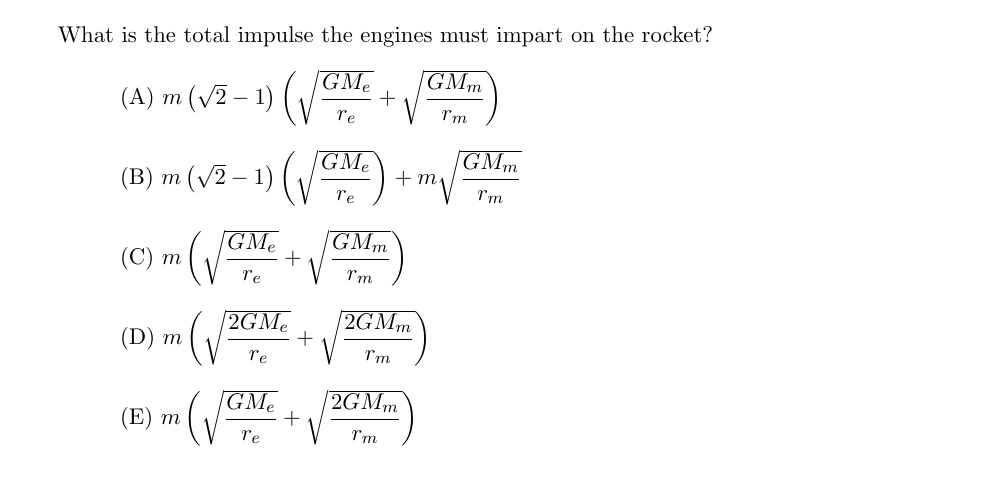 What is the total impulse the engines must impart on the rocket?
(A) $m\left(\sqrt{2}-1\right)\left(\sqrt{\frac{GM_e}{r_e}}+\sqrt{\frac{GM_m}{r_m}}\right)$
(B) $m\left(\sqrt{2}-1\right)\left(\sqrt{\frac{GM_e}{r_e}}\right)+m\sqrt{\frac{GM_m}{r_m}}$
(C) $m\left(\sqrt{\frac{GM_e}{r_e}}+\sqrt{\frac{GM_m}{r_m}}\right)$
(D) $m\left(\sqrt{\frac{2GM_e}{r_e}}+\sqrt{\frac{2GM_m}{r_m}}\right)$
(E) $m\left(\sqrt{\frac{GM_e}{r_e}}+\sqrt{\frac{2GM_m}{r_m}}\right)$